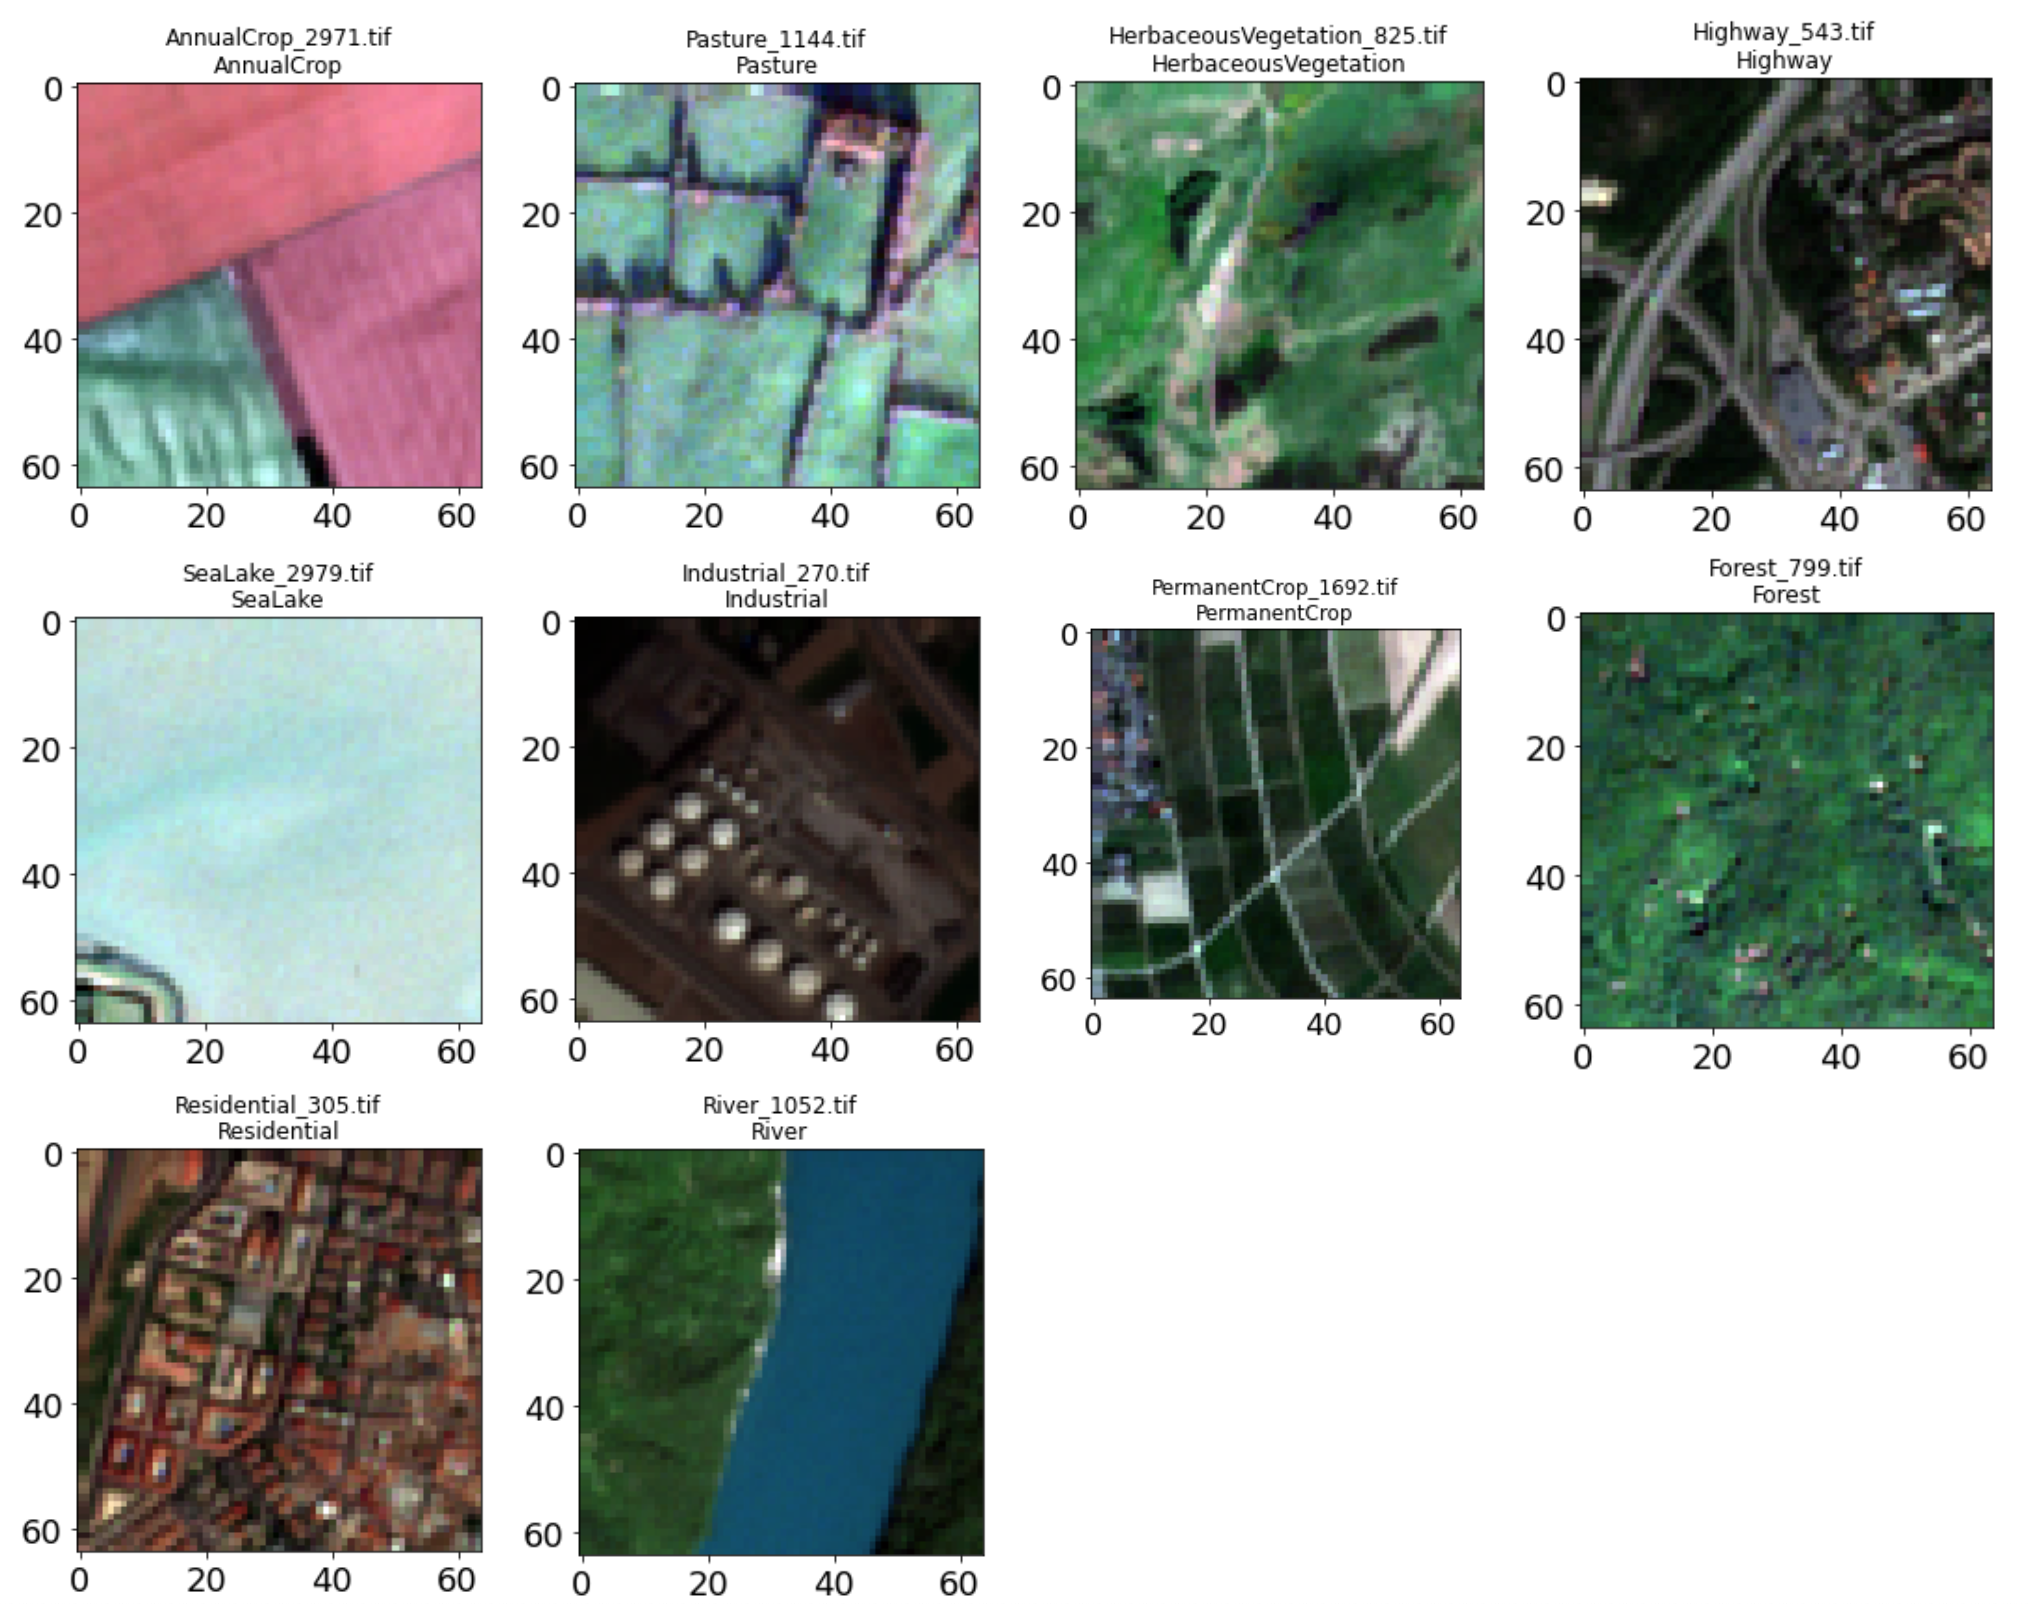 AnnualCrop_2971.tif
AnnualCrop
0
20
40
60
0 20 40 60
Pasture_1144.tif
Pasture
0
20
40
60
0 20 40 60
HerbaceousVegetation_825.tif
HerbaceousVegetation
0
20
40
60
0 20 40 60
Highway_543.tif
Highway
0
20
40
60
0 20 40 60
SeaLake_2979.tif
SeaLake
0
20
40
60
0 20 40 60
Industrial_270.tif
Industrial
0
20
40
60
0 20 40 60
PermanentCrop_1692.tif
PermanentCrop
0
20
40
60
0 20 40 60
Forest_799.tif
Forest
0
20
40
60
0 20 40 60
Residential_305.tif
Residential
0
20
40
60
0 20 40 60
River_1052.tif
River
0
20
40
60
0 20 40 60